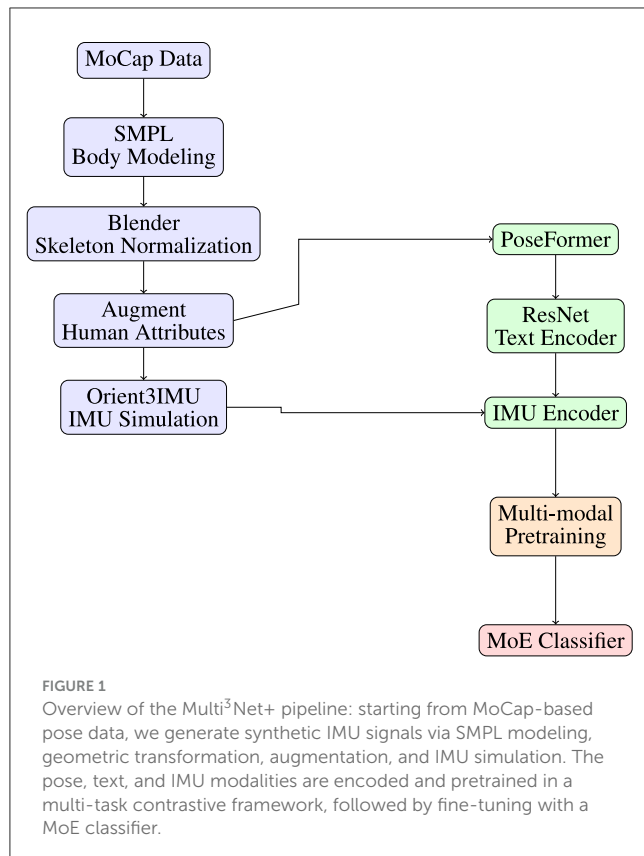 MoCap Data
SMPL
Body Modeling
Blender
Skeleton Normalization
Augment
Human Attributes
Orient3IMU
IMU Simulation
PoseFormer
ResNet
Text Encoder
IMU Encoder
Multi-modal
Pretraining
MoE Classifier
FIGURE 1
Overview of the Multi³Net+ pipeline: starting from MoCap-based
pose data, we generate synthetic IMU signals via SMPL modeling,
geometric transformation, augmentation, and IMU simulation. The
pose, text, and IMU modalities are encoded and pretrained in a
multi-task contrastive framework, followed by fine-tuning with a
MoE classifier.